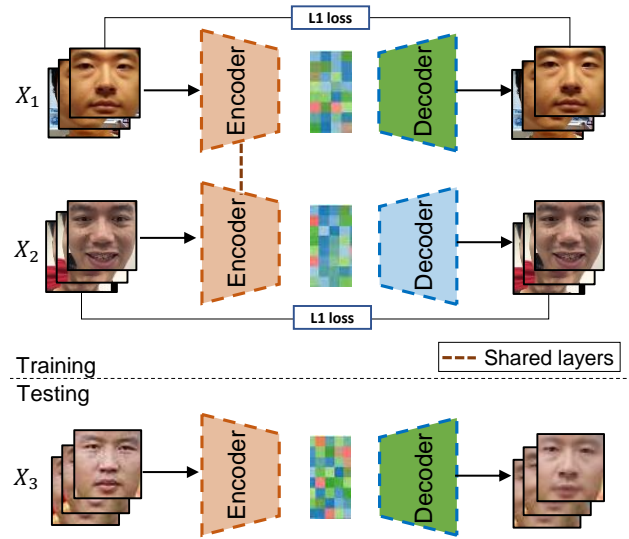 L1 loss
X₁
Encoder
Decoder
X₂
Encoder
Decoder
L1 loss
Training
Shared layers
Testing
X₃
Encoder
Decoder